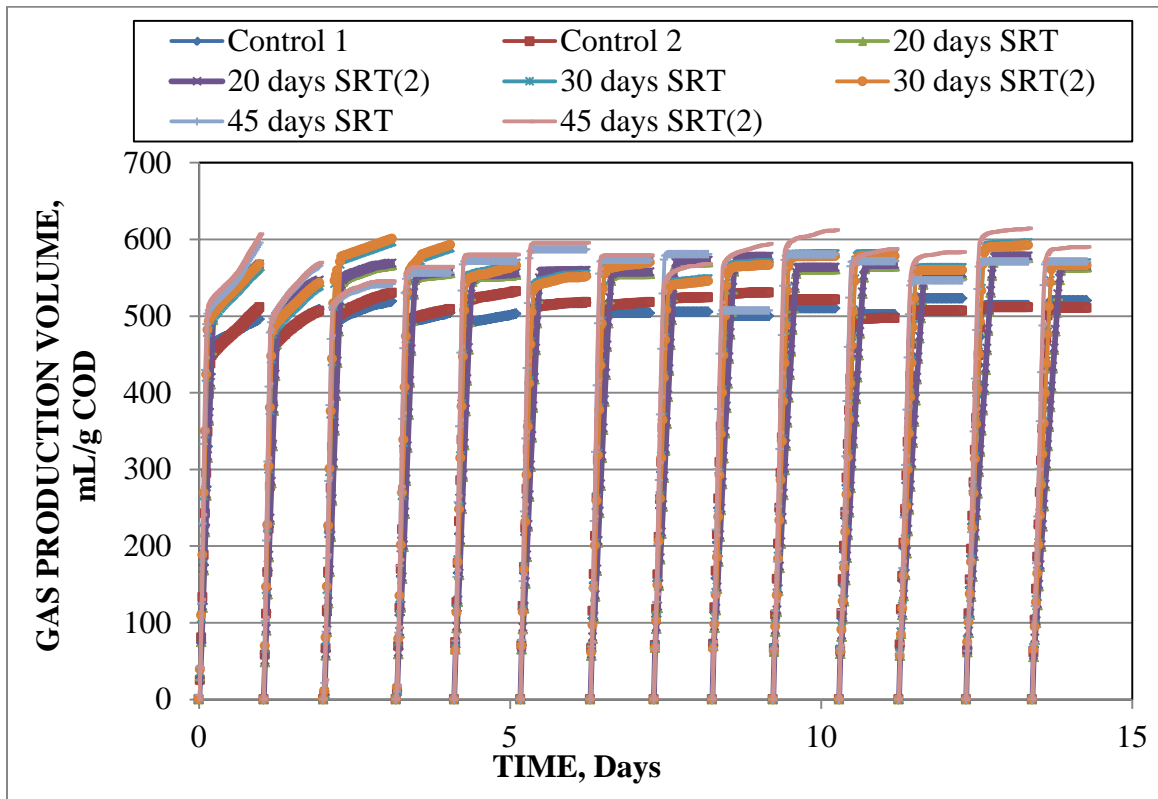 Control 1 Control 2 20 days SRT
20 days SRT(2) 30 days SRT 30 days SRT(2)
45 days SRT 45 days SRT(2)
700
600
500
400
300
200
100
0
GAS PRODUCTION VOLUME,
mL/g COD
0 5 10 15
TIME, Days